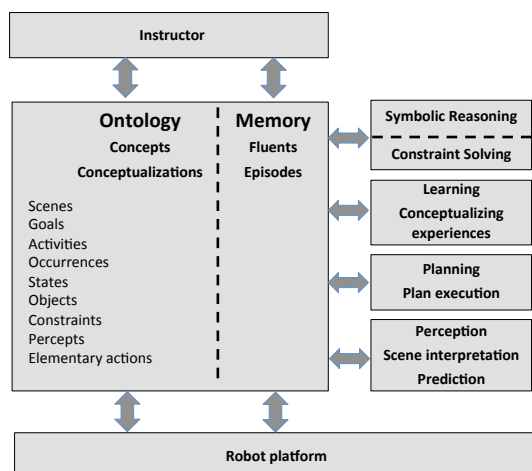 Instructor
Ontology
Concepts
Conceptualizations
Scenes
Goals
Activities
Occurrences
States
Objects
Constraints
Percepts
Elementary actions
Memory
Fluents
Episodes
Symbolic Reasoning
Constraint Solving
Learning
Conceptualizing
experiences
Planning
Plan execution
Perception
Scene interpretation
Prediction
Robot platform